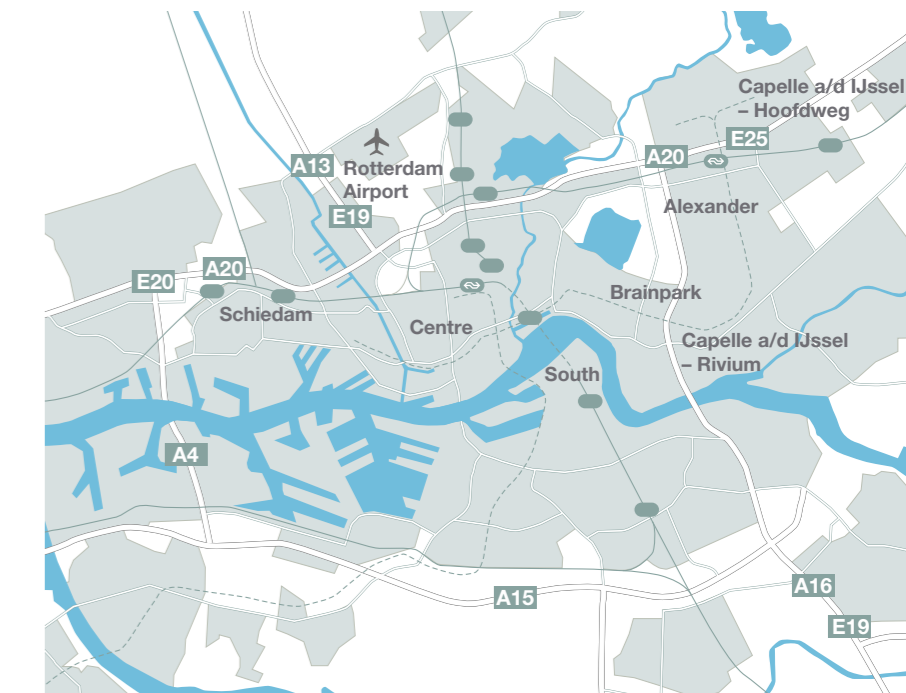 Capelle a/d IJssel
– Hoofdweg
E25
A20
A13
Rotterdam
Airport
Alexander
E19
A20
E20
Brainpark
Schiedam
Centre
Capelle a/d IJssel
– Rivium
South
A4
A16
A15
E19